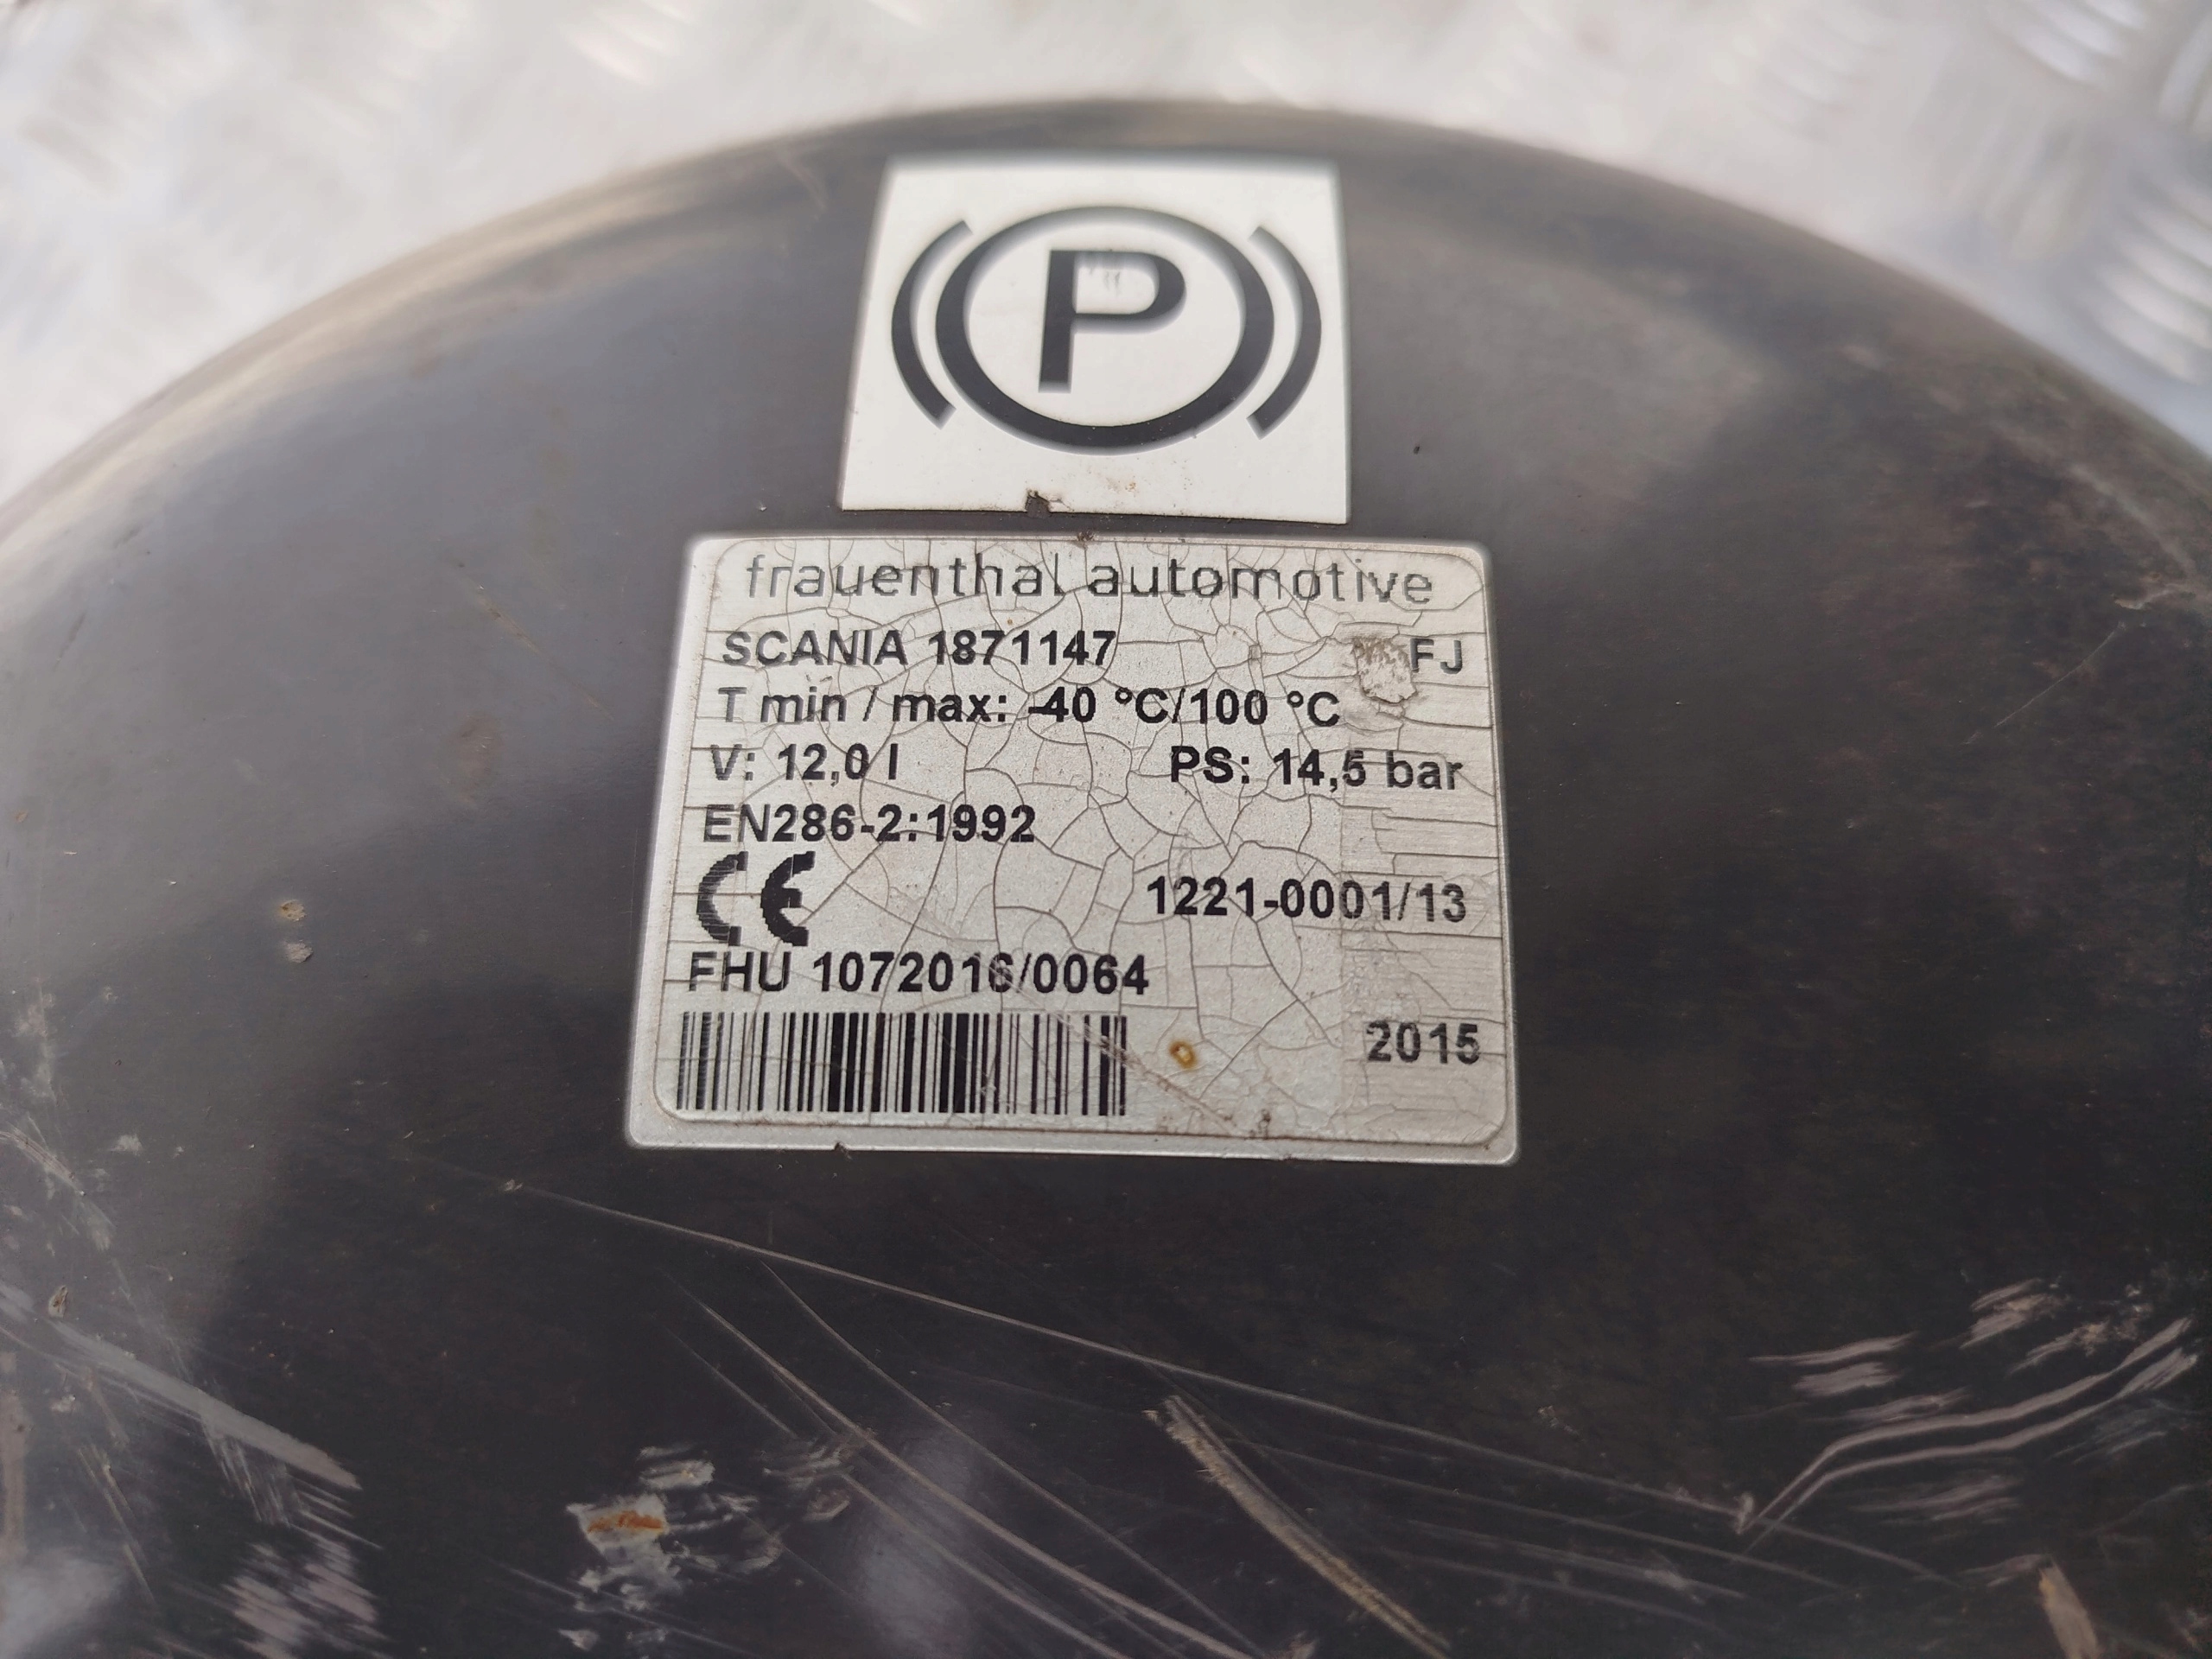 P
frauenthal automotive
SCANIA 1871147 FJ
T min / max: -40 °C/100 °C
V: 12,0 l PS: 14,5 bar
EN286-2:1992
CE 1221-0001/13
FHU 1072016/0064
2015